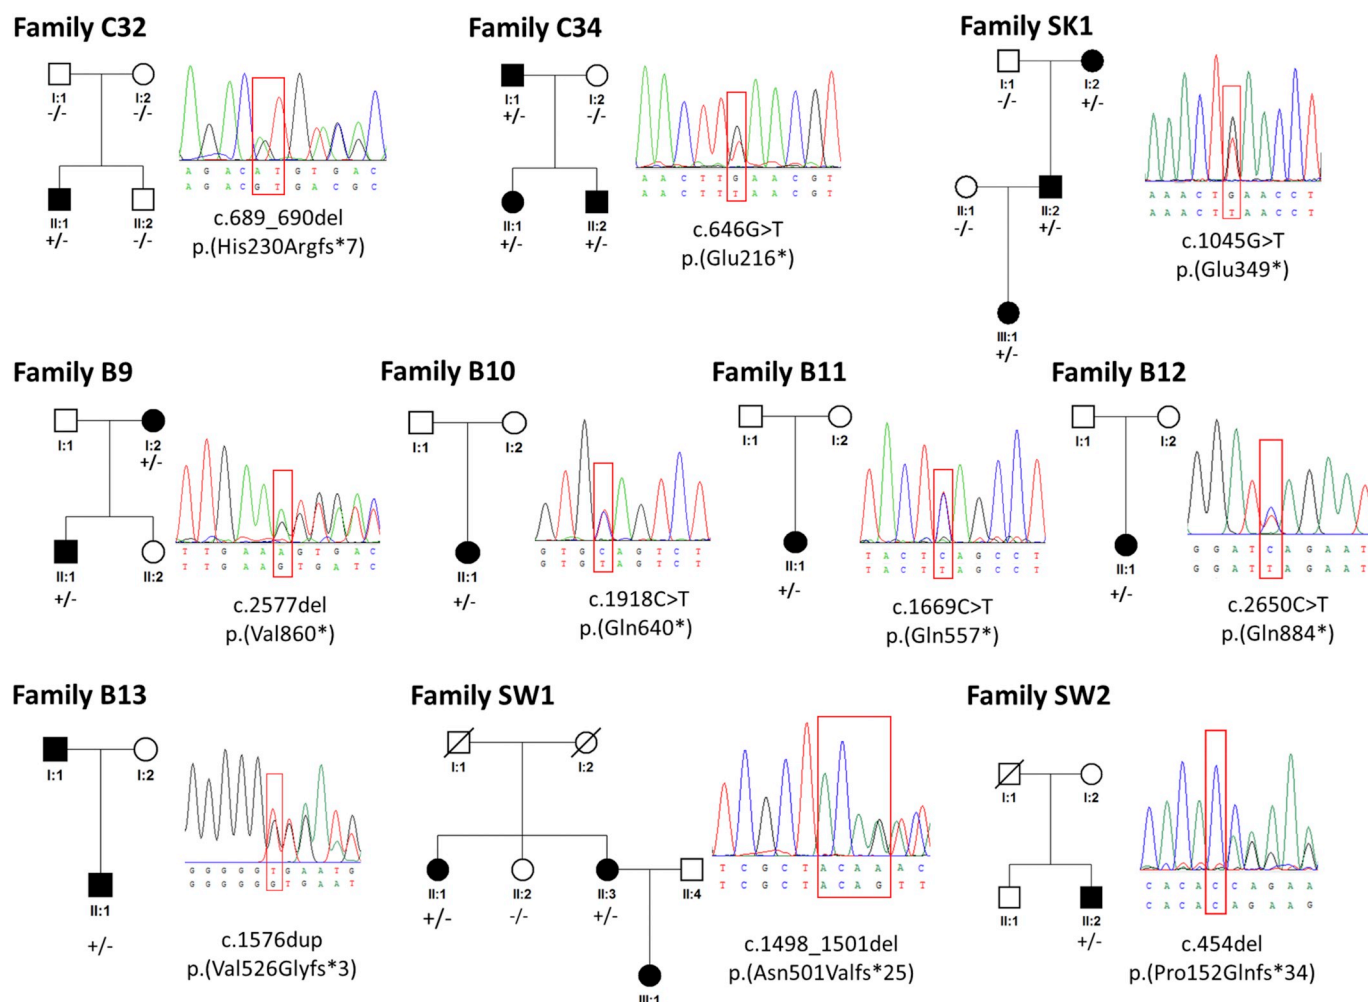 Family C32
I:1
-/-
I:2
-/-
II:1
+/-
II:2
-/-
A G A C A T G T G A C
A G A C G T G A C G C
c.689_690del
p.(His230Argfs*7)
Family C34
I:1
+/-
I:2
-/-
II:1
+/-
II:2
+/-
A A C T T G A A C G T
A A C T T T A A C G T
c.646G>T
p.(Glu216*)
Family SK1
I:1
-/-
I:2
+/-
II:1
-/-
II:2
+/-
III:1
+/-
A A A C T G A A C C T
A A A C T T A A C C T
c.1045G>T
p.(Glu349*)
Family B9
I:1
I:2
+/-
II:1
+/-
II:2
T T G A A A G T G A C
T T G A A G T G A T C
c.2577del
p.(Val860*)
Family B10
I:1
I:2
II:1
+/-
G T G C A G T C T
G T G T A G T C T
c.1918C>T
p.(Gln640*)
Family B11
I:1
I:2
II:1
+/-
T A C T C A G C C T
T A C T T A G C C T
c.1669C>T
p.(Gln557*)
Family B12
I:1
I:2
II:1
+/-
G G A T C A G A A T
G G A T T A G A A T
c.2650C>T
p.(Gln884*)
Family B13
I:1
I:2
II:1
+/-
G G G G G T G A A T G
G G G G G G T G A A T
c.1576dup
p.(Val526Glyfs*3)
Family SW1
I:1
I:2
II:1
+/-
II:2
-/-
II:3
+/-
II:4
III:1
T C G C T A C A A A C
T C G C T A C A G T T
c.1498_1501del
p.(Asn501Valfs*25)
Family SW2
I:1
I:2
II:1
II:2
+/-
C A C A C C A G A A
C A C A C A G A A G
c.454del
p.(Pro152Glnfs*34)